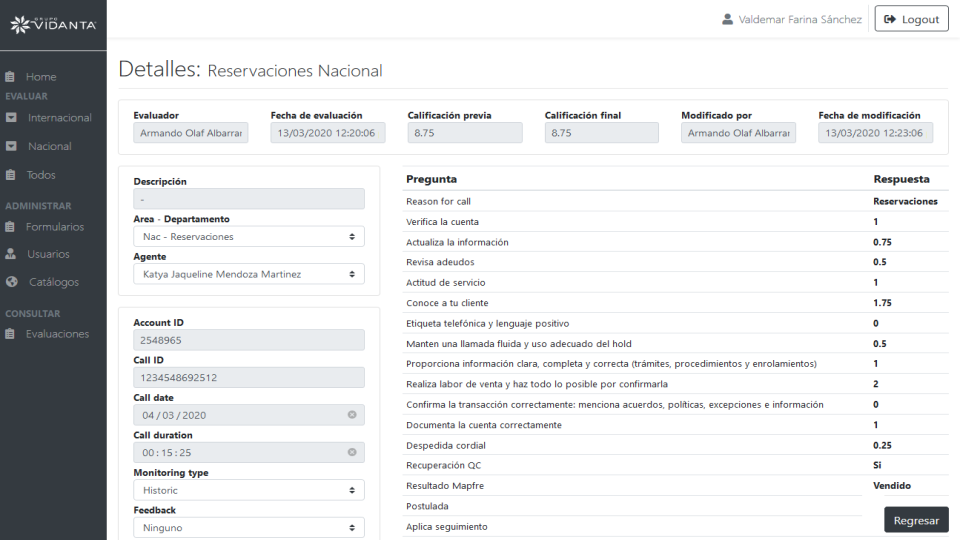 GRUPO
VIDANTA
Valdemar Farina Sánchez
Logout
Home
EVALUAR
Internacional
Nacional
Todos
ADMINISTRAR
Formularios
Usuarios
Catálogos
CONSULTAR
Evaluaciones
Detalles: Reservaciones Nacional
Evaluador Fecha de evaluación Calificación previa Calificación final Modificado por Fecha de modificación
Armando Olaf Albarrar 13/03/2020 12:20:06 8.75 8.75 Armando Olaf Albarrar 13/03/2020 12:23:06
Descripción
-
Area - Departamento
Nac - Reservaciones
Agente
Katya Jaqueline Mendoza Martinez
Account ID
2548965
Call ID
1234548692512
Call date
04/03/2020
Call duration
00:15:25
Monitoring type
Historic
Feedback
Ninguno
Pregunta Respuesta
Reason for call Reservaciones
Verifica la cuenta 1
Actualiza la información 0.75
Revisa adeudos 0.5
Actitud de servicio 1
Conoce a tu cliente 1.75
Etiqueta telefónica y lenguaje positivo 0
Manten una llamada fluida y uso adecuado del hold 0.5
Proporciona información clara, completa y correcta (trámites, procedimientos y enrolamientos) 1
Realiza labor de venta y haz todo lo posible por confirmarla 2
Confirma la transacción correctamente: menciona acuerdos, políticas, excepciones e información 0
Documenta la cuenta correctamente 1
Despedida cordial 0.25
Recuperación QC Si
Resultado Mapfre Vendido
Postulada
Aplica seguimiento
Regresar